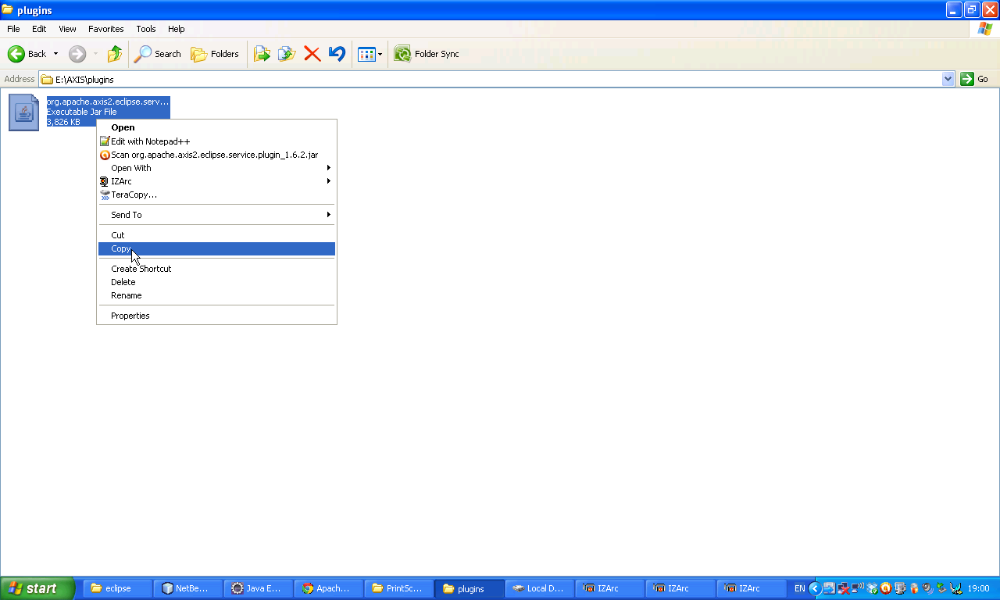 plugins
File Edit View Favorites Tools Help
Back Search Folders Folder Sync
Address E:\AXIS\plugins Go
org.apache.axis2.eclipse.serv...
Executable Jar File
3,826 KB
Open
Edit with Notepad++
Scan org.apache.axis2.eclipse.service.plugin_1.6.2.jar
Open With
IZArc
TeraCopy...
Send To
Cut
Copy
Create Shortcut
Delete
Rename
Properties
start eclipse NetBe... Java E... Apach... PrintSc... plugins Local D... IZArc IZArc IZArc EN 19:00